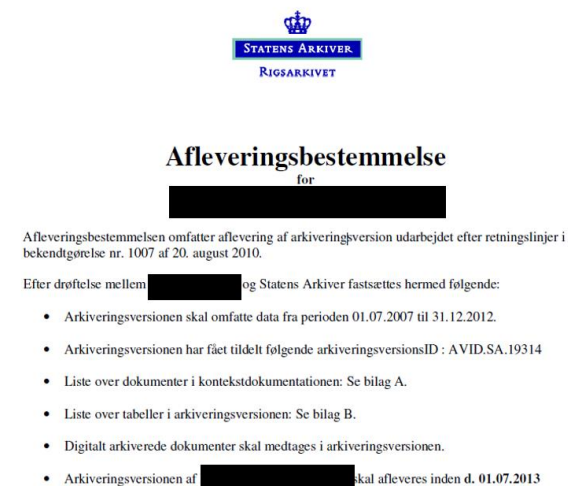 STATENS ARKIVER
RIGSARKIVET
Afleveringsbestemmelse
for
Afleveringsbestemmelsen omfatter aflevering af arkiveringsversion udarbejdet efter retningslinjer i
bekendtgørelse nr. 1007 af 20. august 2010.
Efter drøftelse mellem og Statens Arkiver fastsættes hermed følgende:
• Arkiveringsversionen skal omfatte data fra perioden 01.07.2007 til 31.12.2012.
• Arkiveringsversionen har fået tildelt følgende arkiveringsversionsID : AVID.SA.19314
• Liste over dokumenter i kontekstdokumentationen: Se bilag A.
• Liste over tabeller i arkiveringsversionen: Se bilag B.
• Digitalt arkiverede dokumenter skal medtages i arkiveringsversionen.
• Arkiveringsversionen af skal afleveres inden d. 01.07.2013